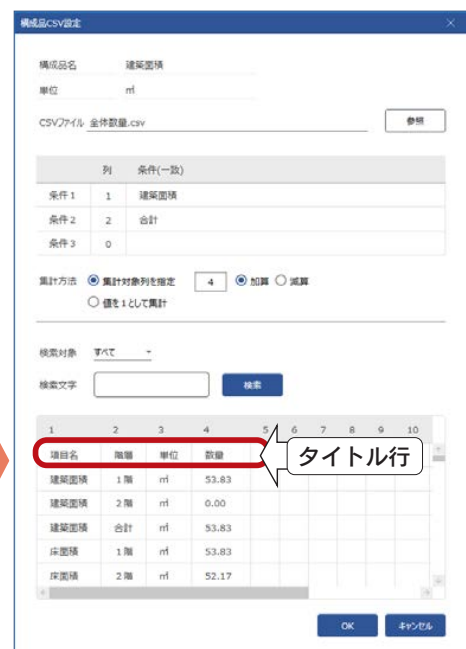 構成品CSV設定 ×
構成品名 建築面積
単位 ㎡
CSVファイル 全体数量.csv 参照
列 条件(一致)
条件1 1 建築面積
条件2 2 合計
条件3 0
集計方法 集計対象列を指定 4 加算 減算
値を1として集計
検索対象 すべて
検索文字 検索
1 2 3 4 5 6 7 8 9 10
項目名 階層 単位 数量
タイトル行
建築面積 1階 ㎡ 53.83
建築面積 2階 ㎡ 0.00
建築面積 合計 ㎡ 53.83
床面積 1階 ㎡ 53.83
床面積 2階 ㎡ 52.17
OK キャンセル